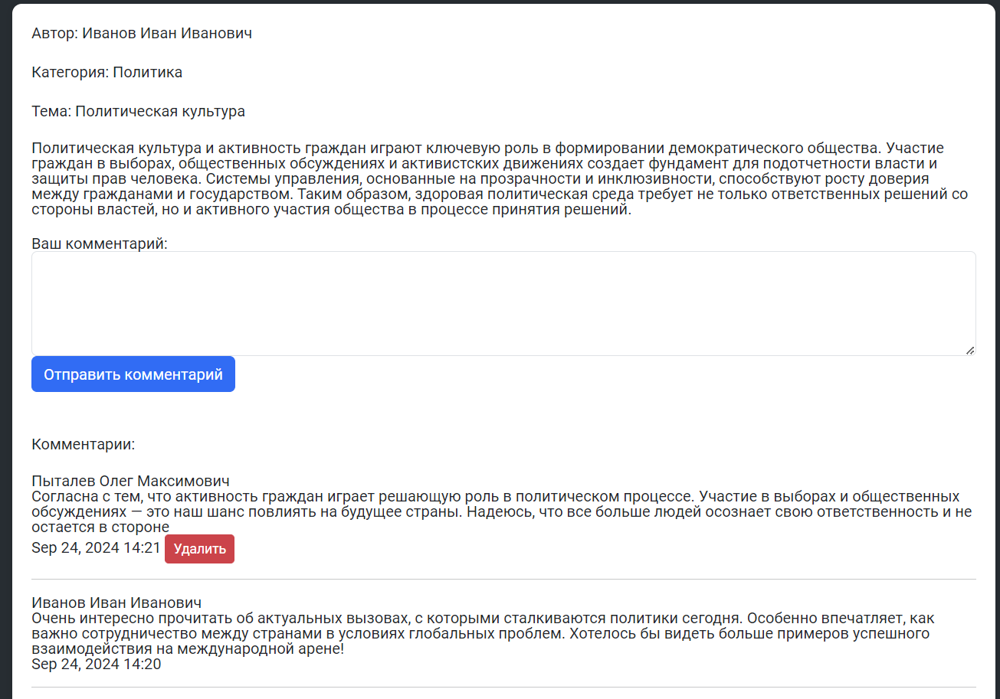 Автор: Иванов Иван Иванович
Категория: Политика
Тема: Политическая культура
Политическая культура и активность граждан играют ключевую роль в формировании демократического общества. Участие
граждан в выборах, общественных обсуждениях и активистских движениях создает фундамент для подотчетности власти и
защиты прав человека. Системы управления, основанные на прозрачности и инклюзивности, способствуют росту доверия
между гражданами и государством. Таким образом, здоровая политическая среда требует не только ответственных решений со
стороны властей, но и активного участия общества в процессе принятия решений.
Ваш комментарий:
Отправить комментарий
Комментарии:
Пыталев Олег Максимович
Согласна с тем, что активность граждан играет решающую роль в политическом процессе. Участие в выборах и общественных
обсуждениях — это наш шанс повлиять на будущее страны. Надеюсь, что все больше людей осознает свою ответственность и не
остается в стороне
Sep 24, 2024 14:21 Удалить
Иванов Иван Иванович
Очень интересно прочитать об актуальных вызовах, с которыми сталкиваются политики сегодня. Особенно впечатляет, как
важно сотрудничество между странами в условиях глобальных проблем. Хотелось бы видеть больше примеров успешного
взаимодействия на международной арене!
Sep 24, 2024 14:20